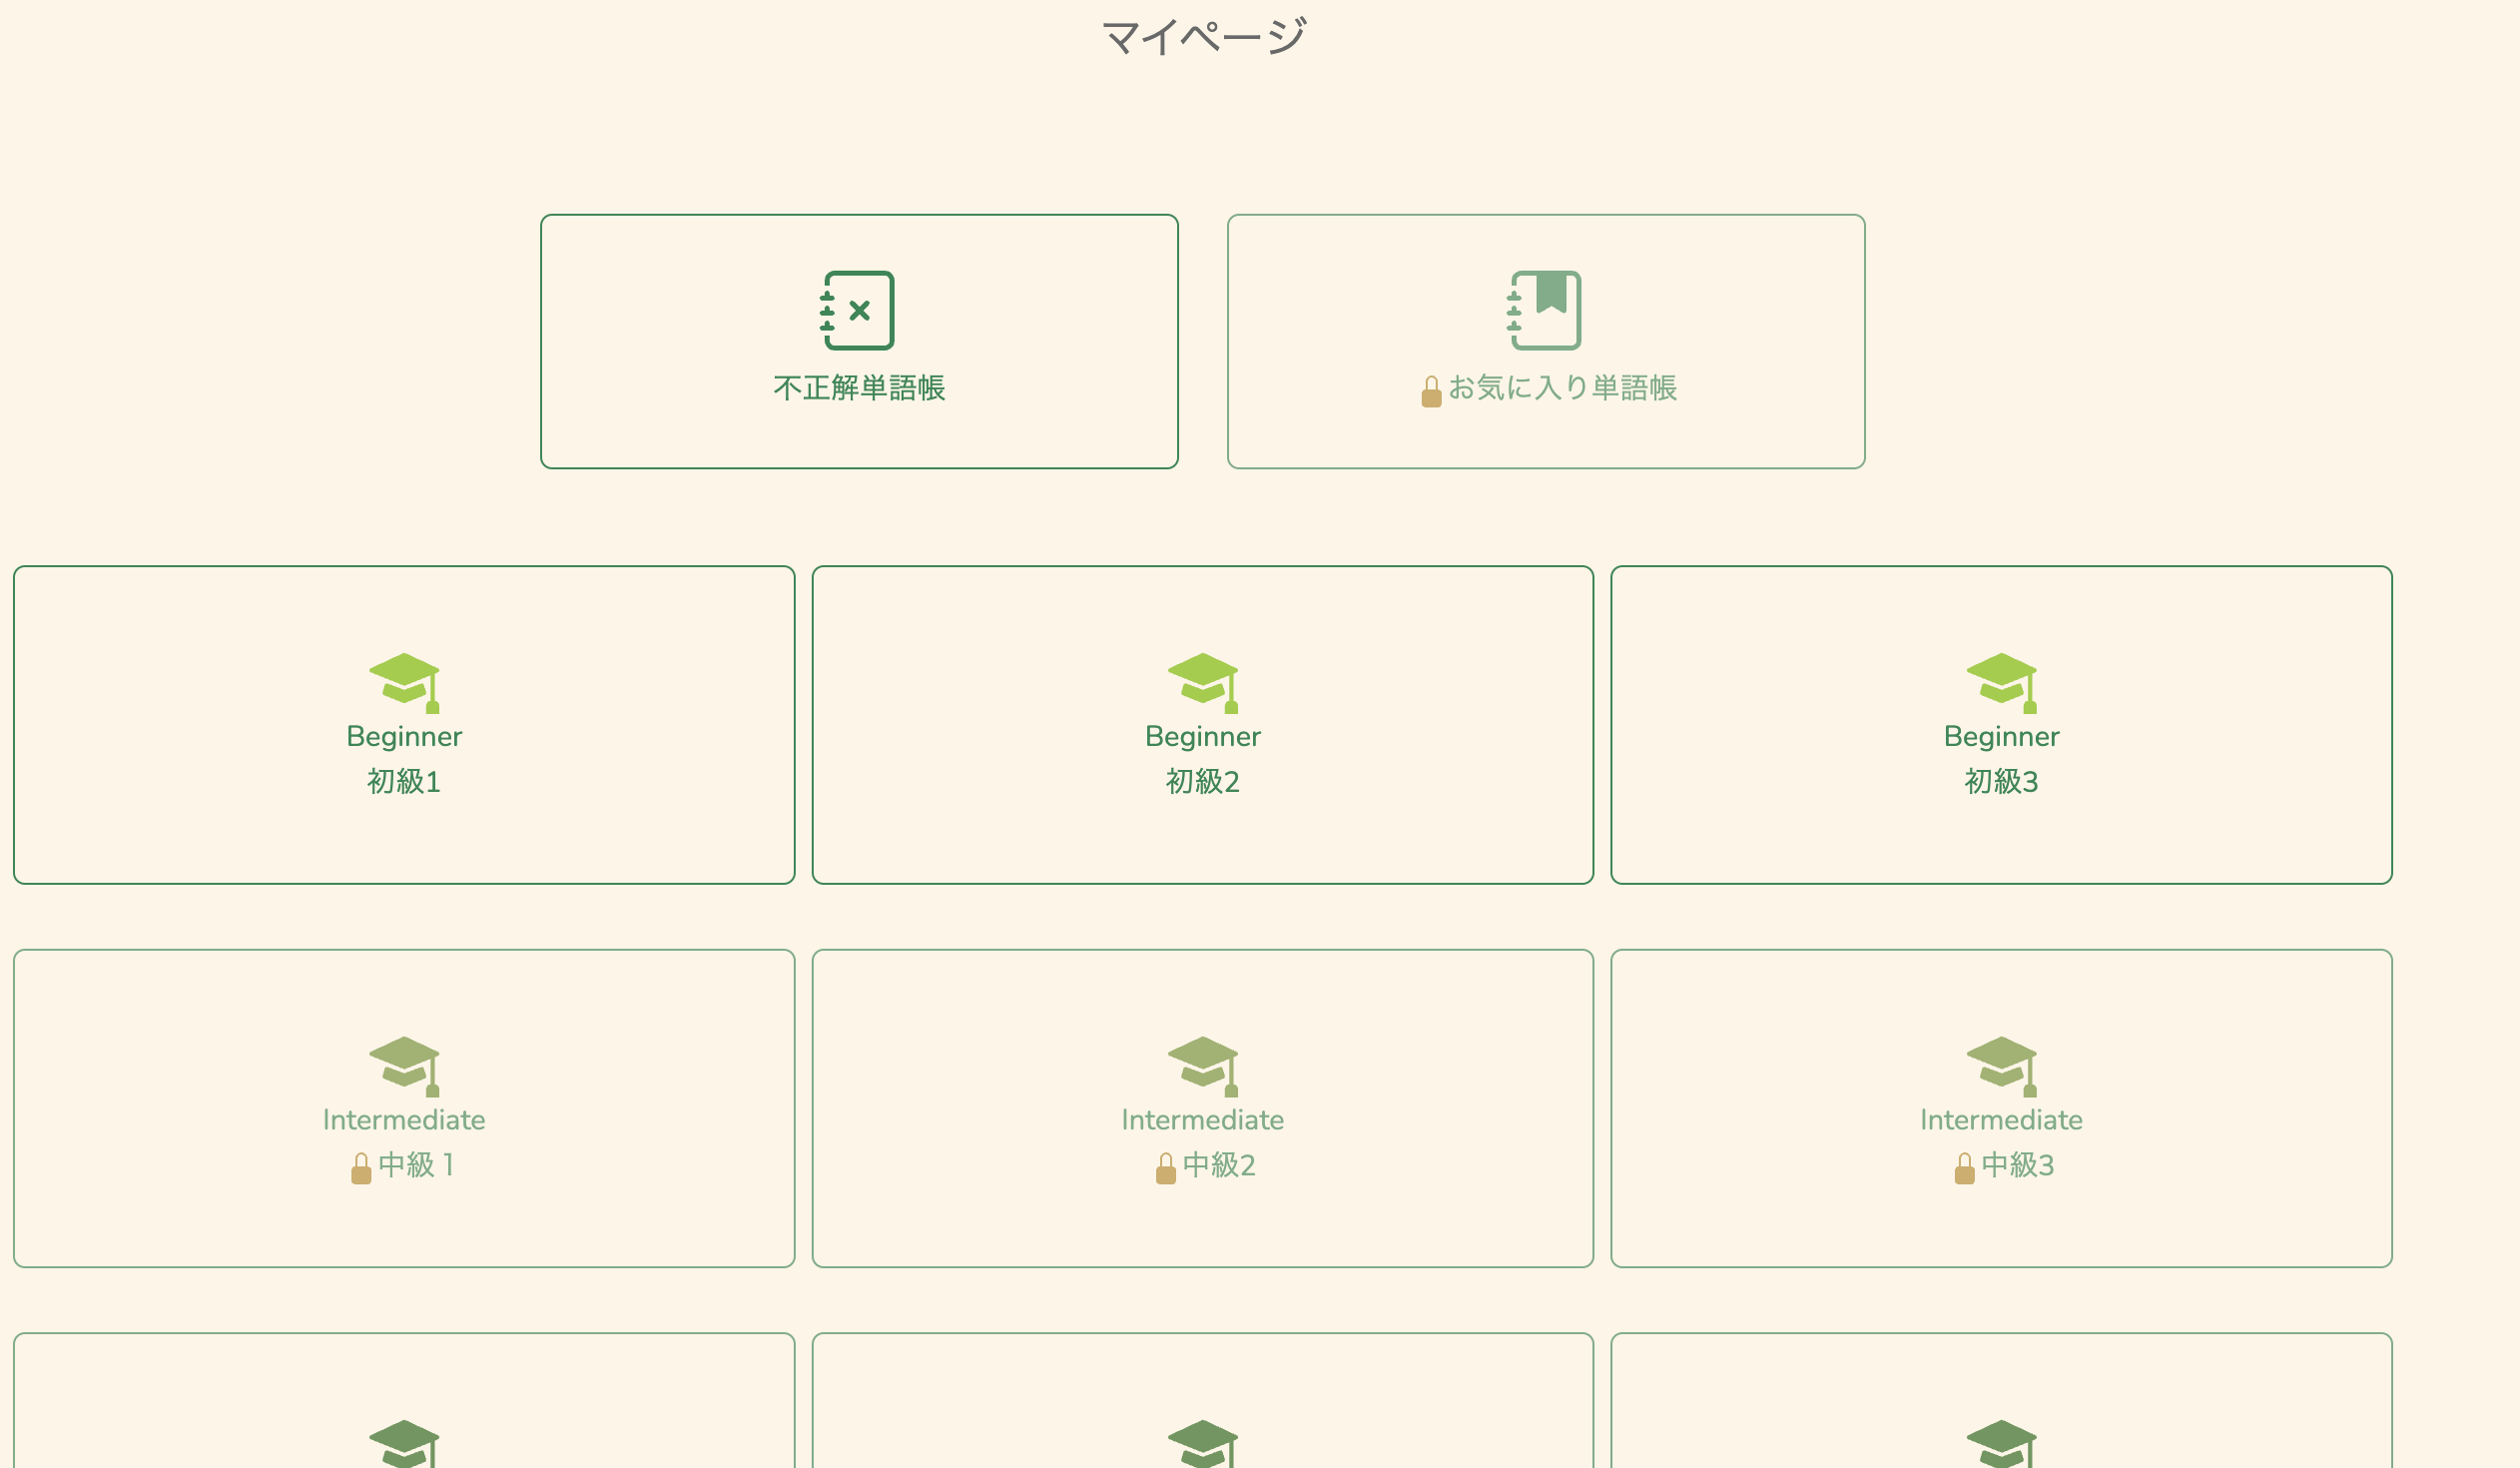 マイページ
不正解単語帳
お気に入り単語帳
Beginner
初級1
Beginner
初級2
Beginner
初級3
Intermediate
中級 1
Intermediate
中級2
Intermediate
中級3